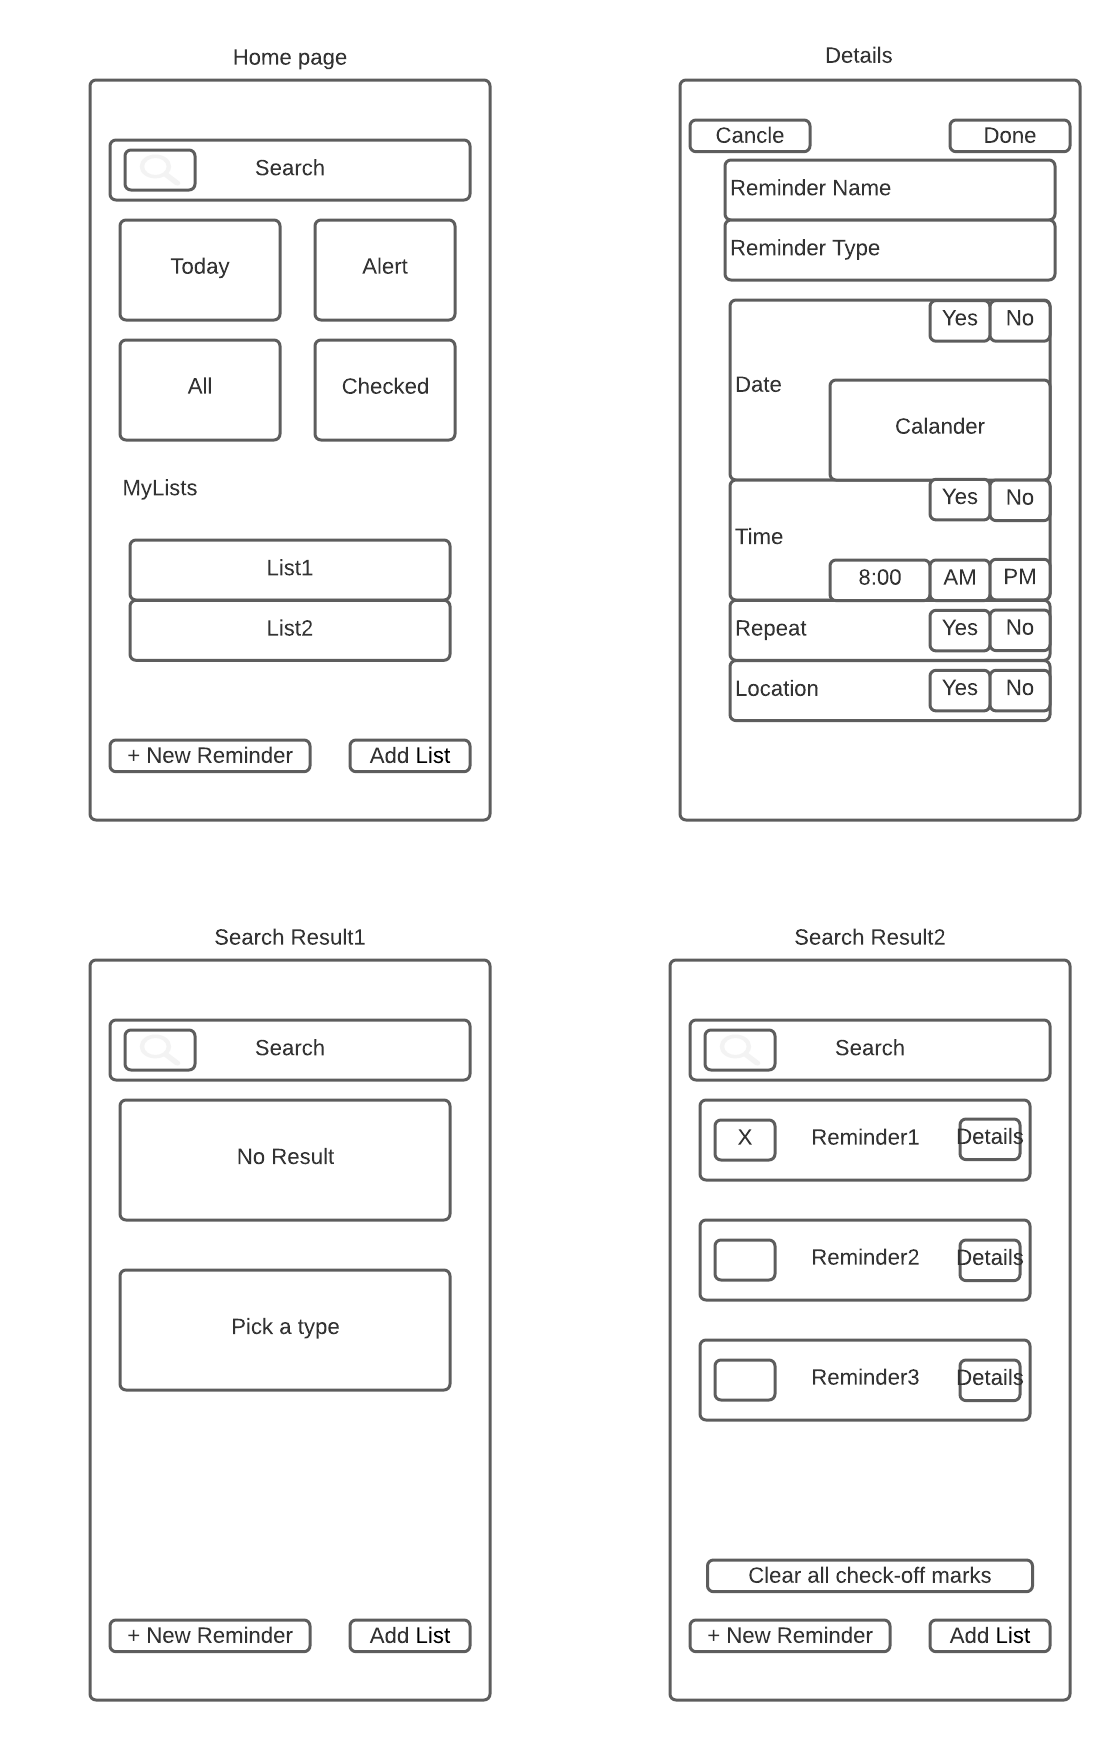 Home page
Search
Today
Alert
All
Checked
MyLists
List1
List2
+ New Reminder
Add List
Details
Cancle
Done
Reminder Name
Reminder Type
Yes
No
Date
Calander
Yes
No
Time
8:00
AM
PM
Repeat
Yes
No
Location
Yes
No
Search Result1
Search
No Result
Pick a type
+ New Reminder
Add List
Search Result2
Search
X
Reminder1
Details
Reminder2
Details
Reminder3
Details
Clear all check-off marks
+ New Reminder
Add List